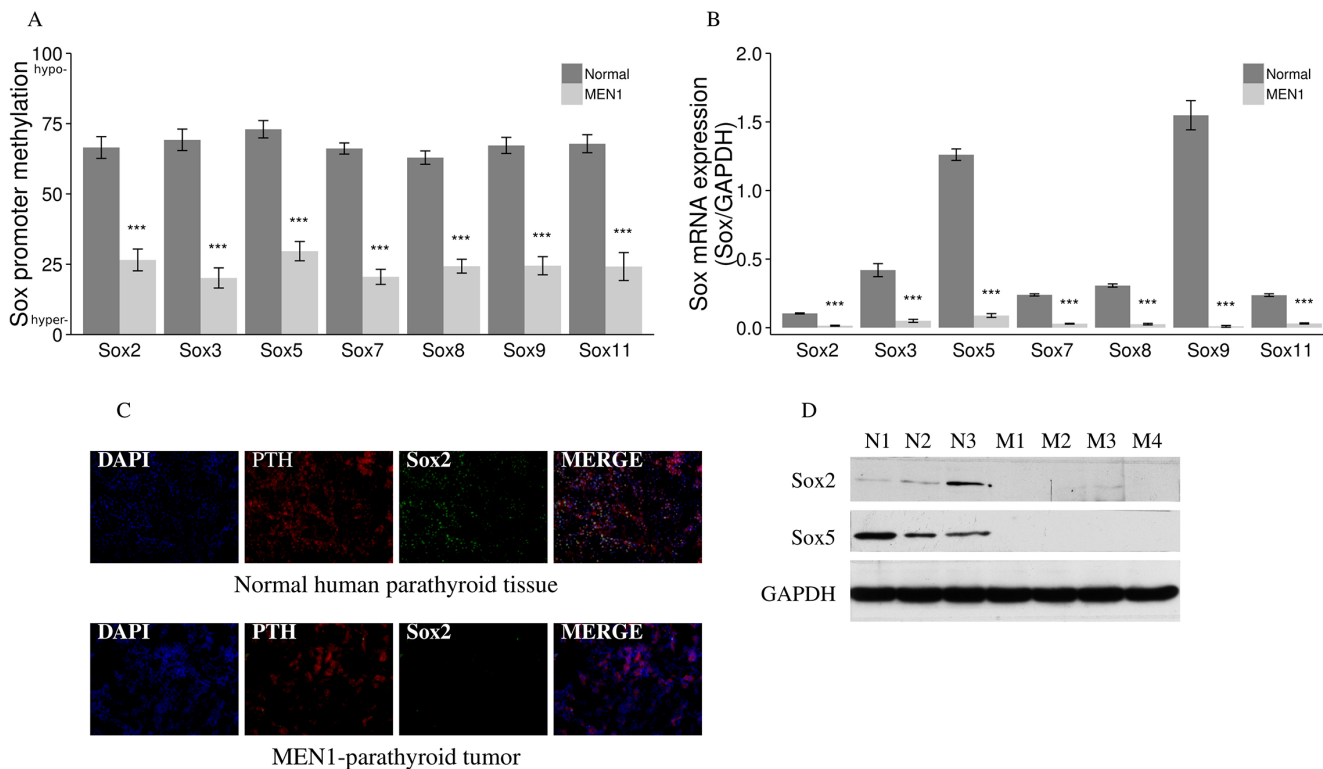 A
Sox promoter methylation
100
hypo-
75
50
25
hyper-
0
Normal
MEN1
***
***
***
***
***
***
***
Sox2 Sox3 Sox5 Sox7 Sox8 Sox9 Sox11
B
Sox mRNA expression
(Sox/GAPDH)
2.0
1.5
1.0
0.5
0.0
Normal
MEN1
***
***
***
***
***
***
***
Sox2 Sox3 Sox5 Sox7 Sox8 Sox9 Sox11
C
DAPI PTH Sox2 MERGE
Normal human parathyroid tissue
DAPI PTH Sox2 MERGE
MEN1-parathyroid tumor
D
N1 N2 N3 M1 M2 M3 M4
Sox2
Sox5
GAPDH